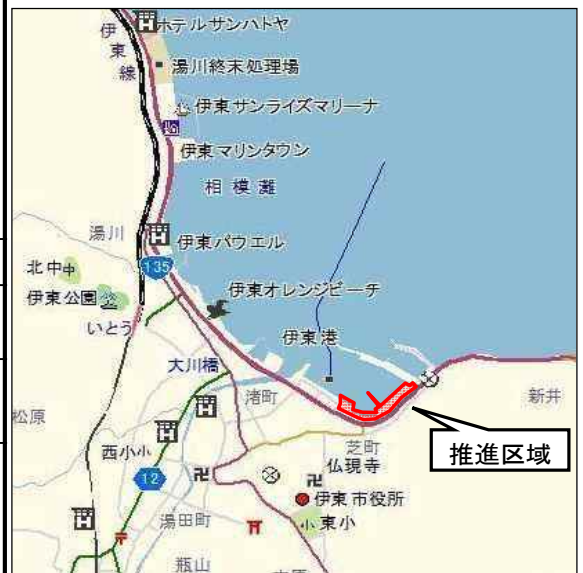 ホテルサンハトヤ
伊東線
湯川終末処理場
伊東サンライズマリーナ
伊東マリンタウン
相模灘
湯川
伊東パウエル
135
北中
中
伊東公園
伊東オレンジビーチ
いとう
伊東港
大川橋
渚町
新井
松原
推進区域
芝町
仏現寺
西小
小
12
伊東市役所
小
東小
湯田町
瓶山